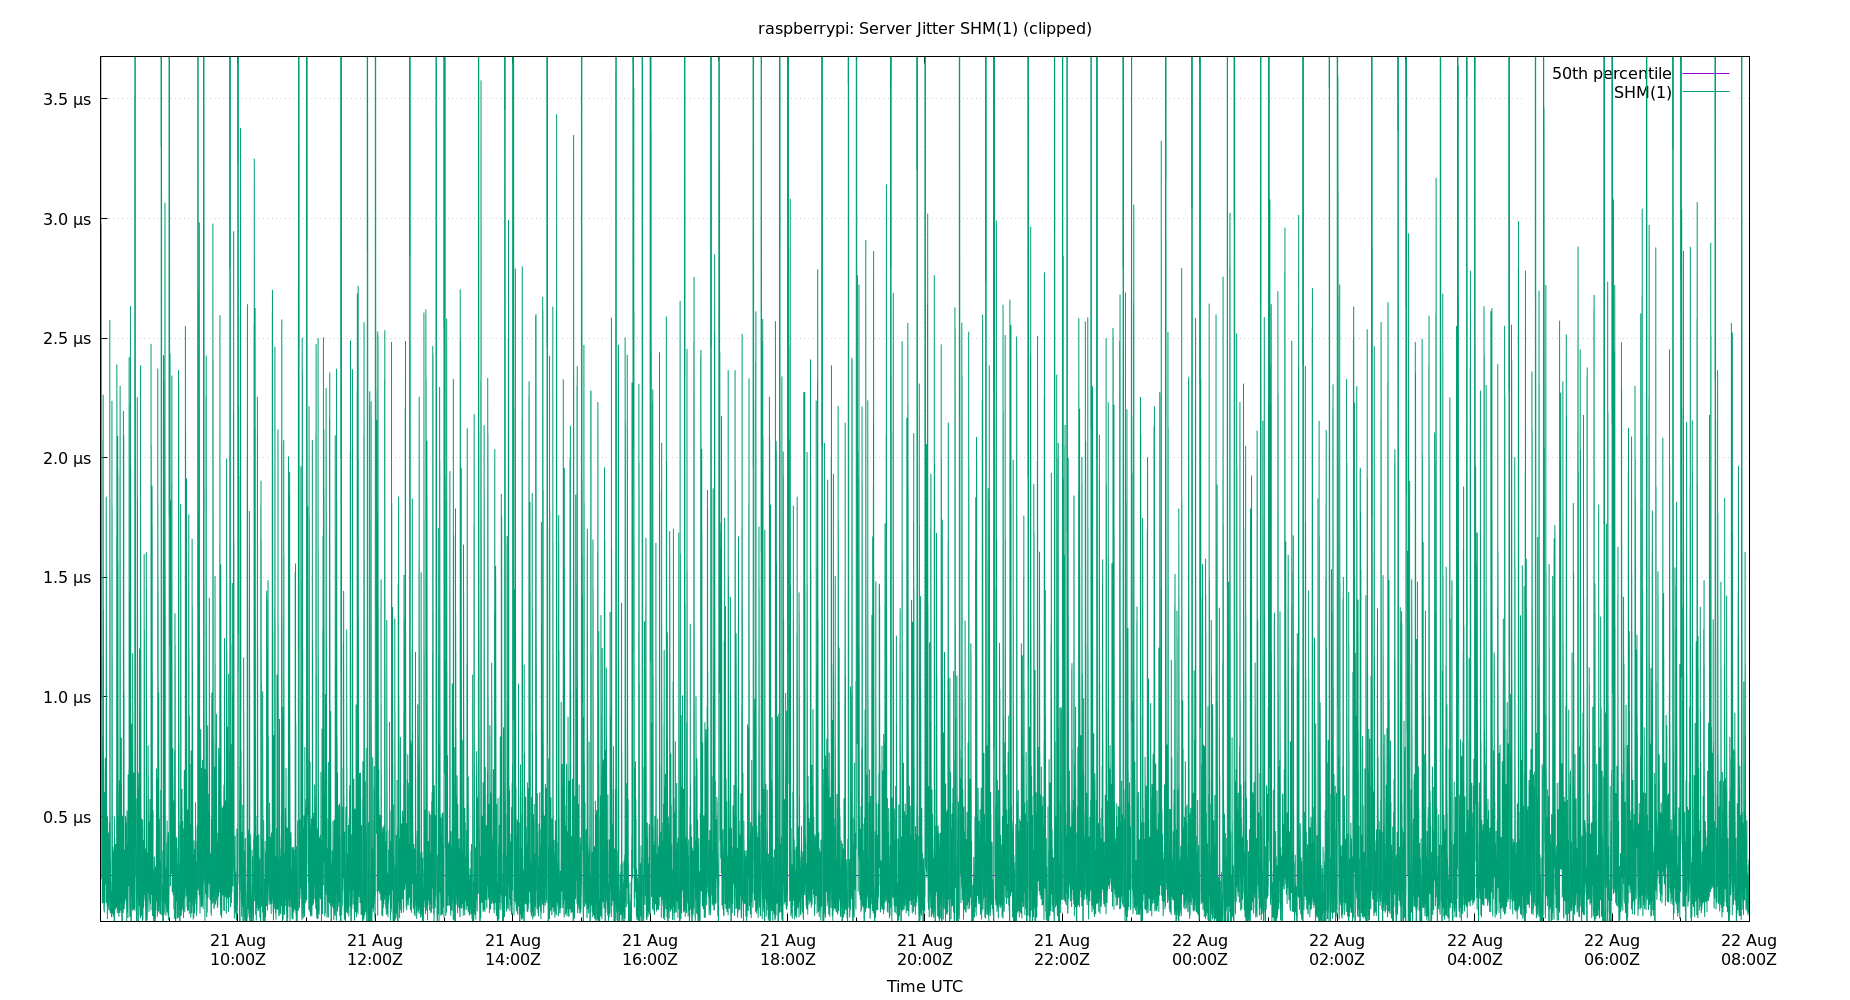 raspberrypi: Server Jitter SHM(1) (clipped)
50th percentile
SHM(1)
3.5 µs
3.0 µs
2.5 µs
2.0 µs
1.5 µs
1.0 µs
0.5 µs
21 Aug 21 Aug 21 Aug 21 Aug 21 Aug 21 Aug 21 Aug 22 Aug 22 Aug 22 Aug 22 Aug 22 Aug
10:00Z 12:00Z 14:00Z 16:00Z 18:00Z 20:00Z 22:00Z 00:00Z 02:00Z 04:00Z 06:00Z 08:00Z
Time UTC